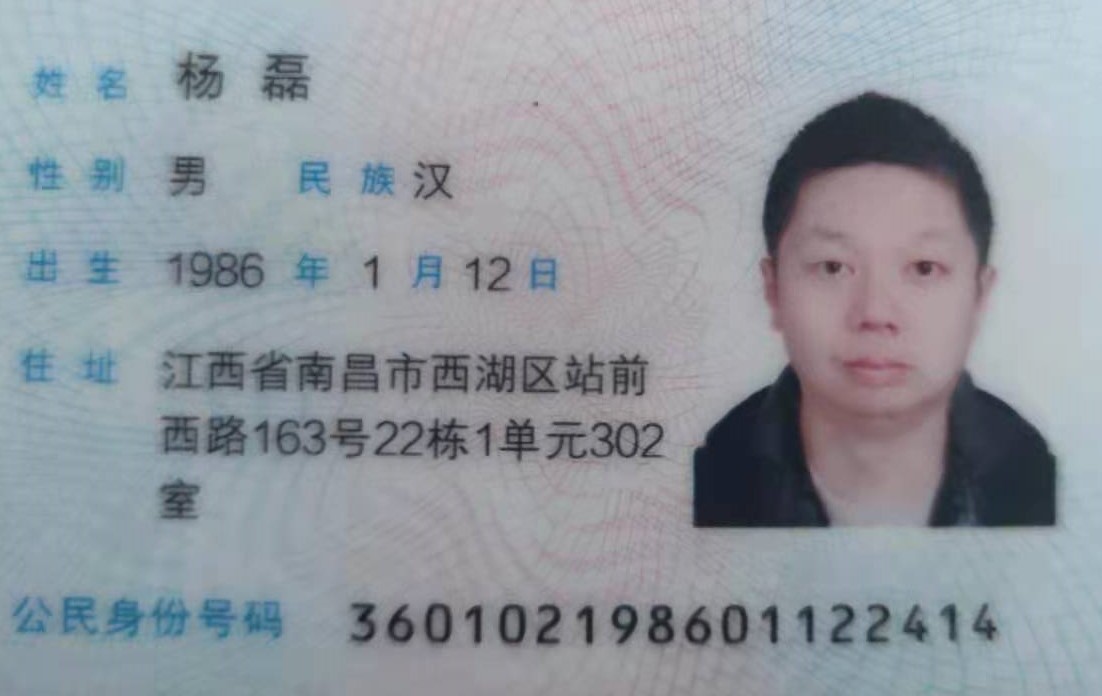 姓名 杨磊
性别 男 民族 汉
出生 1986 年 1 月 12 日
住址 江西省南昌市西湖区站前
西路163号22栋1单元302
室
公民身份号码 360102198601122414